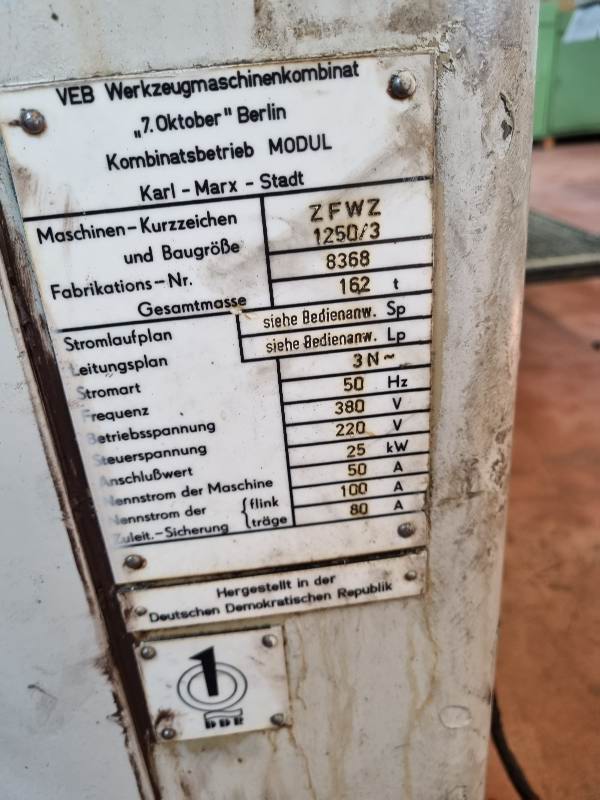 VEB Werkzeugmaschinenkombinat
„7. Oktober" Berlin
Kombinatsbetrieb MODUL
Karl-Marx-Stadt
Maschinen-Kurzzeichen und Baugröße ZFWZ 1250/3
Fabrikations-Nr. 8368
Gesamtmasse 162 t
Stromlaufplan siehe Bedienanw. Sp
Leitungsplan siehe Bedienanw. Lp
Stromart 3N~
Frequenz 50 Hz
Betriebsspannung 380 V
Steuerspannung 220 V
Anschlußwert 25 kW
Nennstrom der Maschine 50 A
Nennstrom der { flink 100 A
Zuleit.-Sicherung { träge 80 A
Hergestellt in der
Deutschen Demokratischen Republik
1
DDR